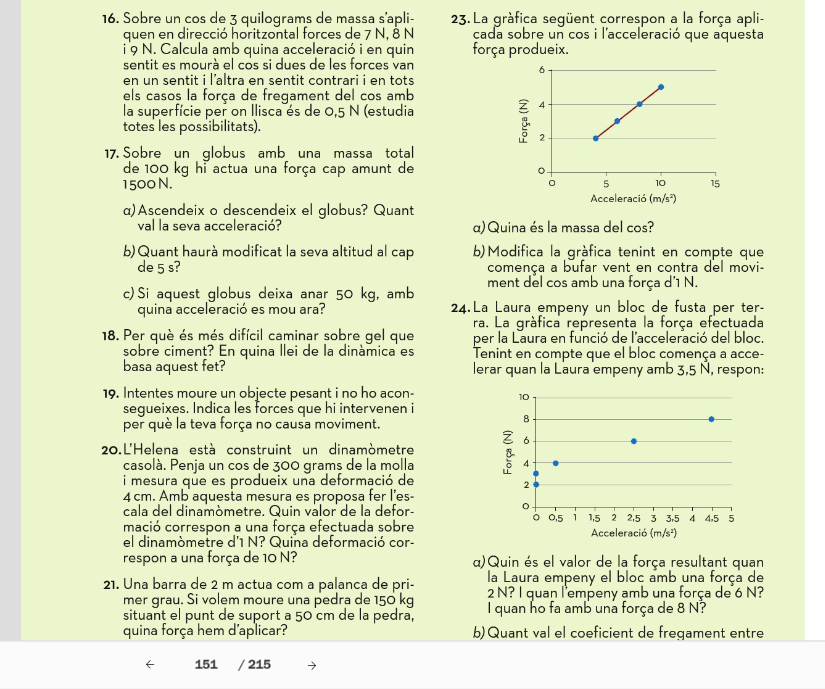 16. Sobre un cos de 3 quilograms de massa s'apli-
quen en direcció horitzontal forces de 7 N, 8 N
i 9 N. Calcula amb quina acceleració i en quin
sentit es mourà el cos si dues de les forces van
en un sentit i l'altra en sentit contrari i en tots
els casos la força de fregament del cos amb
la superfície per on llisca és de 0,5 N (estudia
totes les possibilitats).
17. Sobre un globus amb una massa total
de 100 kg hi actua una força cap amunt de
1500 N.
a) Ascendeix o descendeix el globus? Quant
val la seva acceleració?
b) Quant haurà modificat la seva altitud al cap
de 5 s?
c) Si aquest globus deixa anar 50 kg, amb
quina acceleració es mou ara?
18. Per què és més difícil caminar sobre gel que
sobre ciment? En quina llei de la dinàmica es
basa aquest fet?
19. Intentes moure un objecte pesant i no ho acon-
segueixes. Indica les forces que hi intervenen i
per què la teva força no causa moviment.
20. L'Helena està construint un dinamòmetre
casolà. Penja un cos de 300 grams de la molla
i mesura que es produeix una deformació de
4 cm. Amb aquesta mesura es proposa fer l'es-
cala del dinamòmetre. Quin valor de la defor-
mació correspon a una força efectuada sobre
el dinamòmetre d'1 N? Quina deformació cor-
respon a una força de 10 N?
21. Una barra de 2 m actua com a palanca de pri-
mer grau. Si volem moure una pedra de 150 kg
situant el punt de suport a 50 cm de la pedra,
quina força hem d'aplicar?
23. La gràfica següent correspon a la força apli-
cada sobre un cos i l'acceleració que aquesta
força produeix.
6
4
2
0
Força (N)
0 5 10 15
Acceleració (m/s²)
a) Quina és la massa del cos?
b) Modifica la gràfica tenint en compte que
comença a bufar vent en contra del movi-
ment del cos amb una força d'1 N.
24. La Laura empeny un bloc de fusta per ter-
ra. La gràfica representa la força efectuada
per la Laura en funció de l'acceleració del bloc.
Tenint en compte que el bloc comença a acce-
lerar quan la Laura empeny amb 3,5 N, respon:
10
8
6
4
2
0
Força (N)
0 0,5 1 1,5 2 2,5 3 3,5 4 4,5 5
Acceleració (m/s²)
a) Quin és el valor de la força resultant quan
la Laura empeny el bloc amb una força de
2 N? I quan l'empeny amb una força de 6 N?
I quan ho fa amb una força de 8 N?
b) Quant val el coeficient de fregament entre
← 151 / 215 →